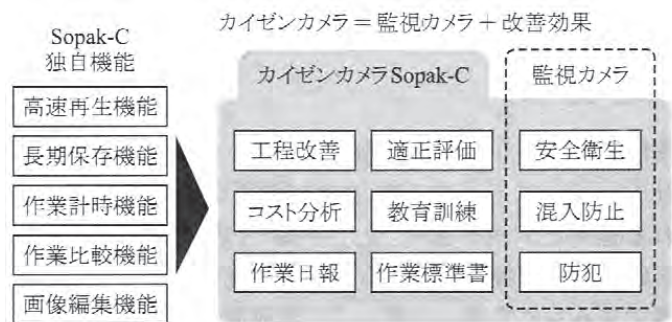 カイゼンカメラ＝監視カメラ＋改善効果
Sopak-C
独自機能
高速再生機能
長期保存機能
作業計時機能
作業比較機能
画像編集機能
カイゼンカメラSopak-C
監視カメラ
工程改善
適正評価
安全衛生
コスト分析
教育訓練
混入防止
作業日報
作業標準書
防犯